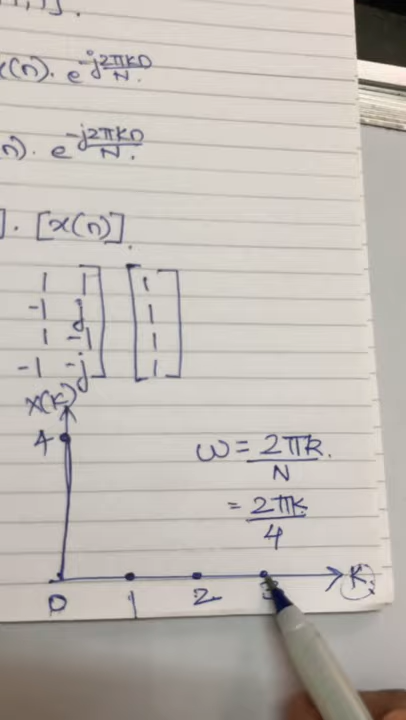 x(n). e^-j2πkn/N.
n). e^-j2πkn/N.
]. [x(n)].
1 1 1
-1 j 1
1 -1 1
-1 -j 1
X(K)
4
ω = 2πk.
N
= 2πk
4
0 1 2 3 K